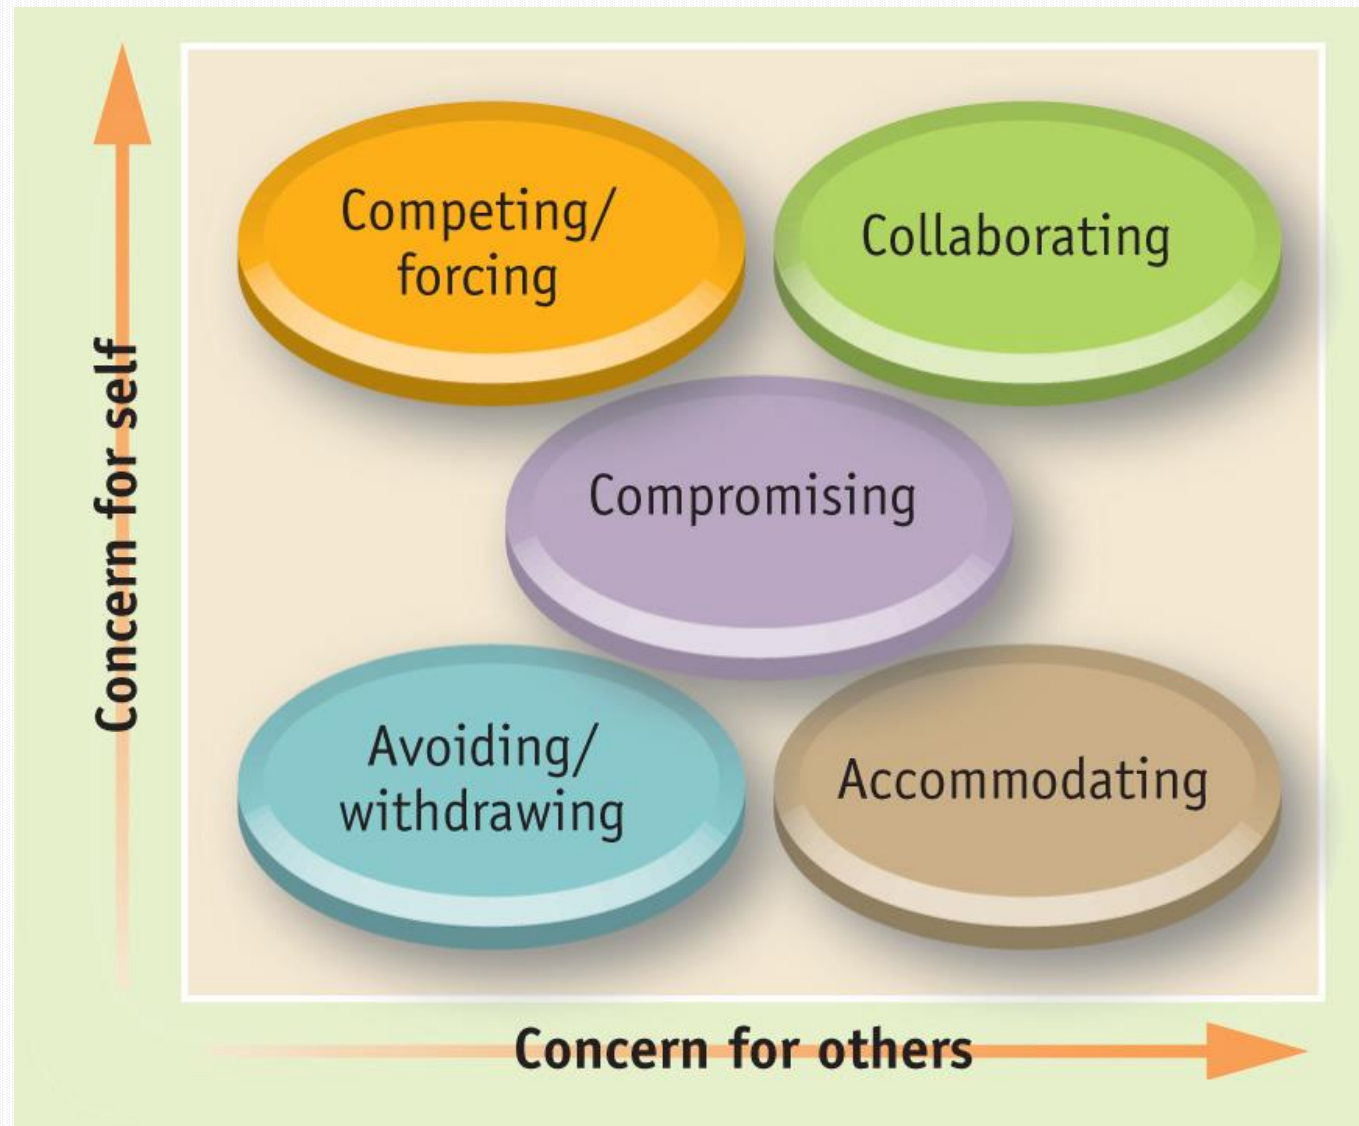 Competing/
forcing
Collaborating
Compromising
Avoiding/
withdrawing
Accommodating
Concern for self
Concern for others